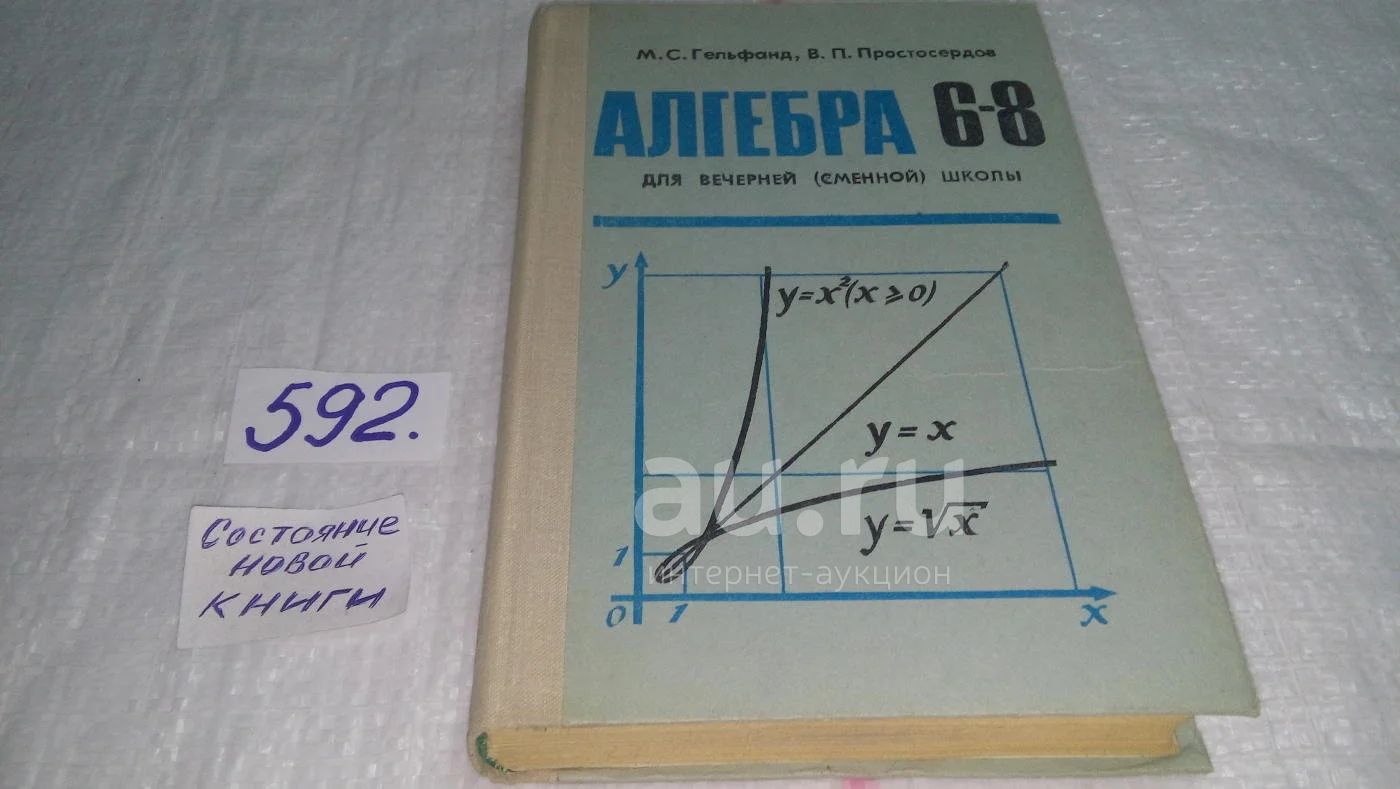 М. С. Гельфанд, В. П. Простосердов
АЛГЕБРА 6-8
ДЛЯ ВЕЧЕРНЕЙ (СМЕННОЙ) ШКОЛЫ
y
y=x²(x⩾0)
y=x
y=√x
1
0
1
x
592.
Состояние
новой
книги
au.ru
интернет-аукцион